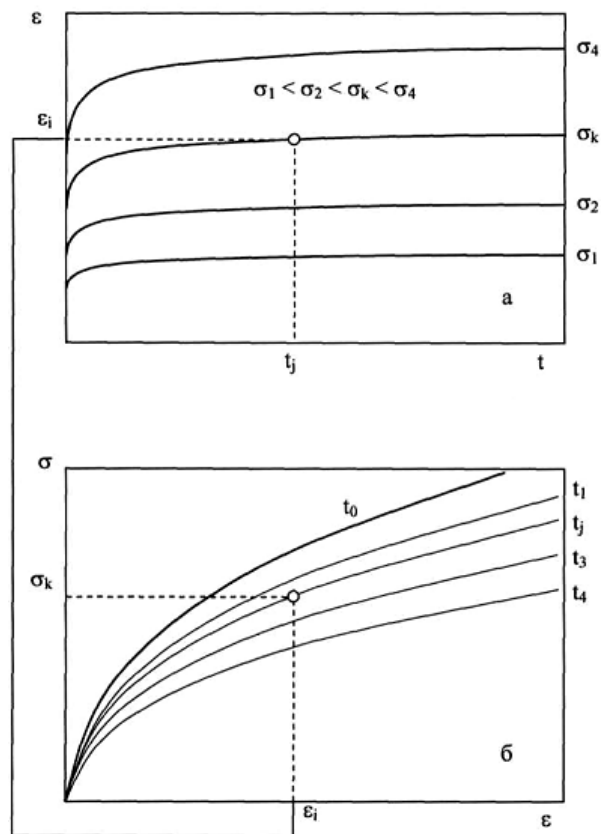 ε
σ₄
σ₁ < σ₂ < σₖ < σ₄
εᵢ
σₖ
σ₂
σ₁
а
tⱼ
t
σ
t₀
t₁
tⱼ
t₃
t₄
σₖ
б
εᵢ
ε